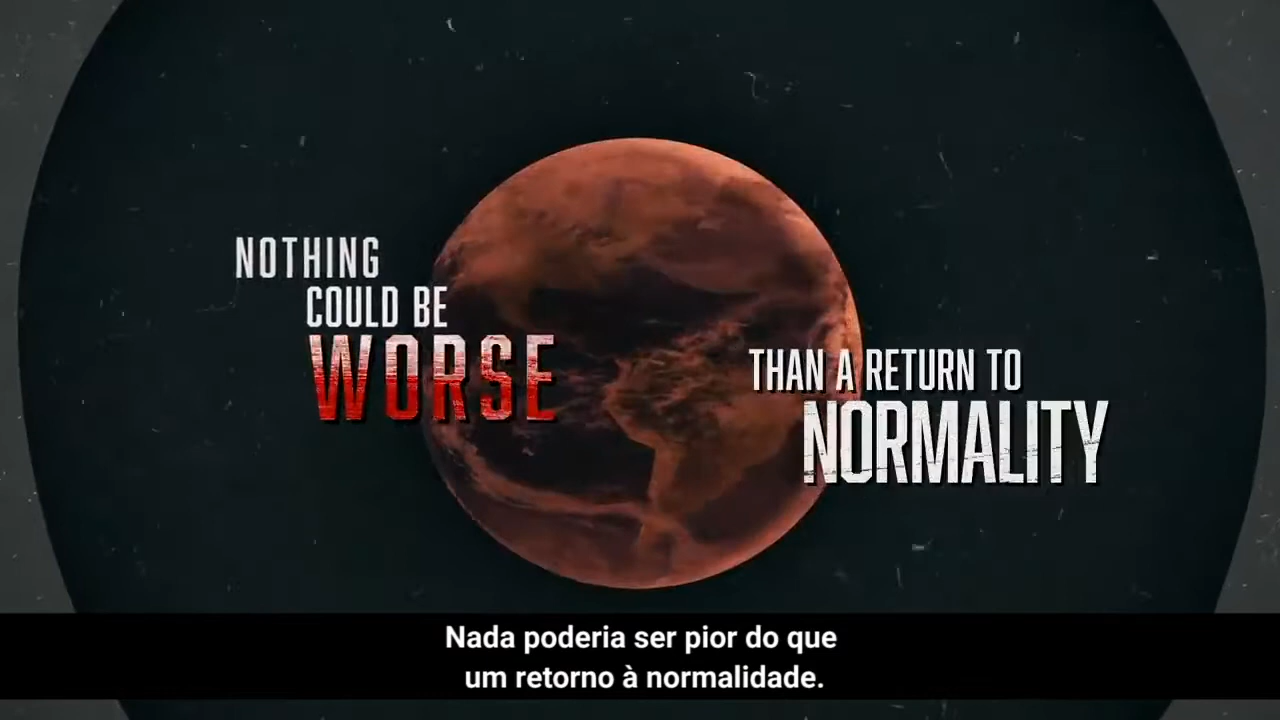 NOTHING
COULD BE
WORSE
THAN A RETURN TO
NORMALITY
Nada poderia ser pior do que
um retorno à normalidade.